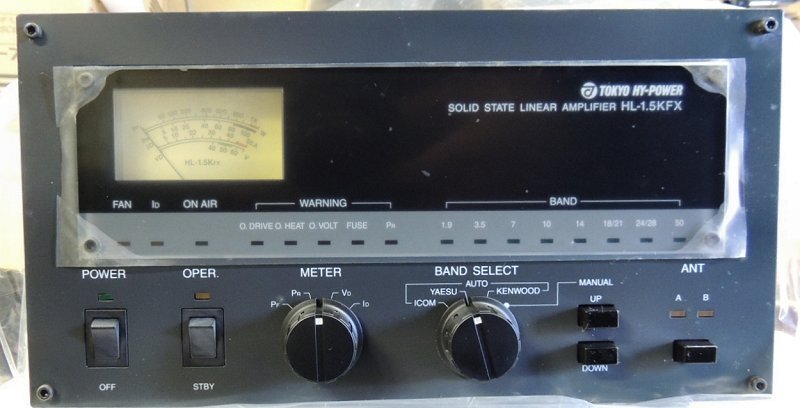 TOKYO HY-POWER
SOLID STATE LINEAR AMPLIFIER HL-1.5KFX
HL-1.5KFX
FAN ID ON AIR WARNING BAND
O. DRIVE O. HEAT O. VOLT FUSE PR 1.9 3.5 7 10 14 18/21 24/28 50
POWER OPER. METER BAND SELECT ANT
PF PR VD ID ICOM YAESU AUTO KENWOOD MANUAL
UP A B
OFF STBY DOWN